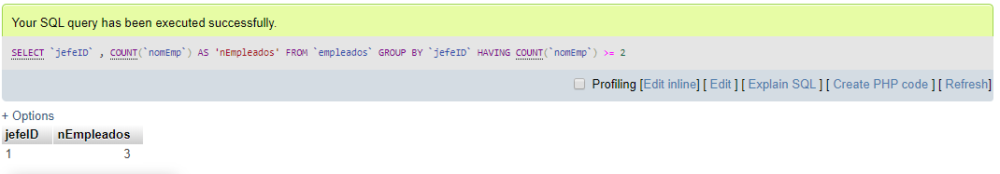 Your SQL query has been executed successfully.
SELECT `jefeID` , COUNT(`nomEmp`) AS 'nEmpleados' FROM `empleados` GROUP BY `jefeID` HAVING COUNT(`nomEmp`) >= 2
Profiling [Edit inline] [ Edit ] [ Explain SQL ] [ Create PHP code ] [ Refresh]
+ Options
jefeID nEmpleados
1 3